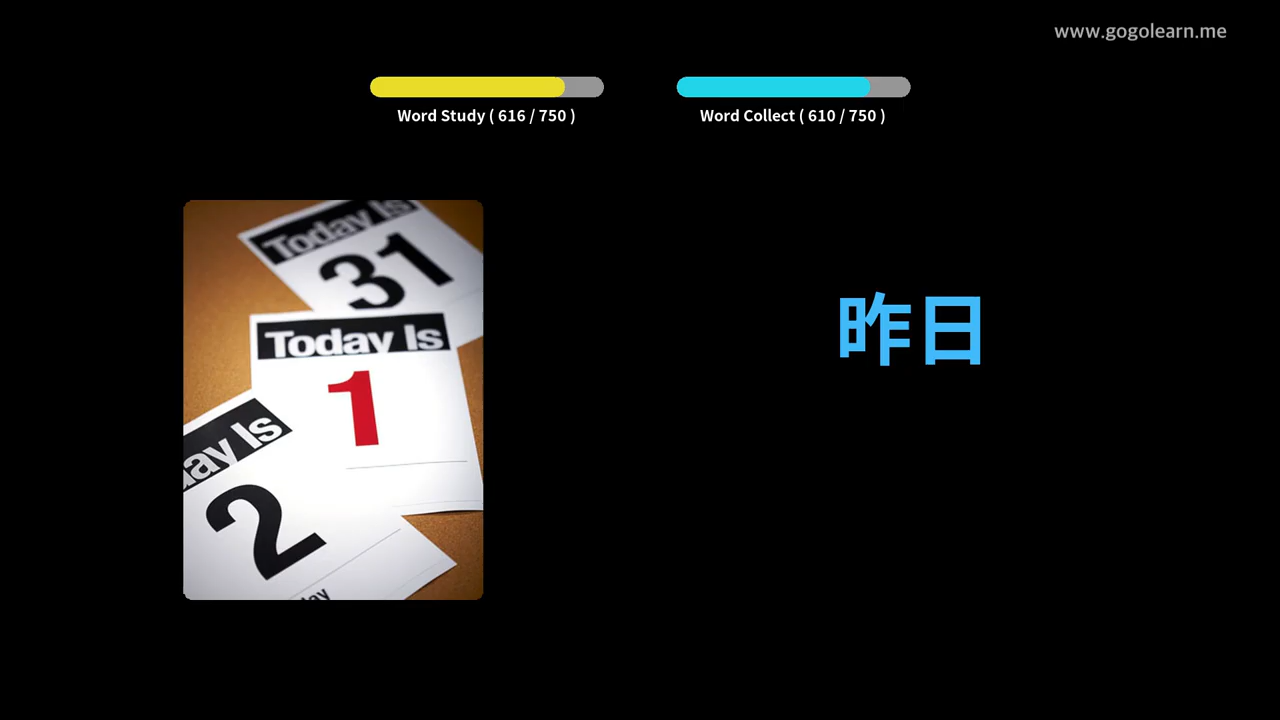 www.gogolearn.me
Word Study ( 616 / 750 )
Word Collect ( 610 / 750 )
Today Is
31
Today Is
1
ay Is
2
昨日